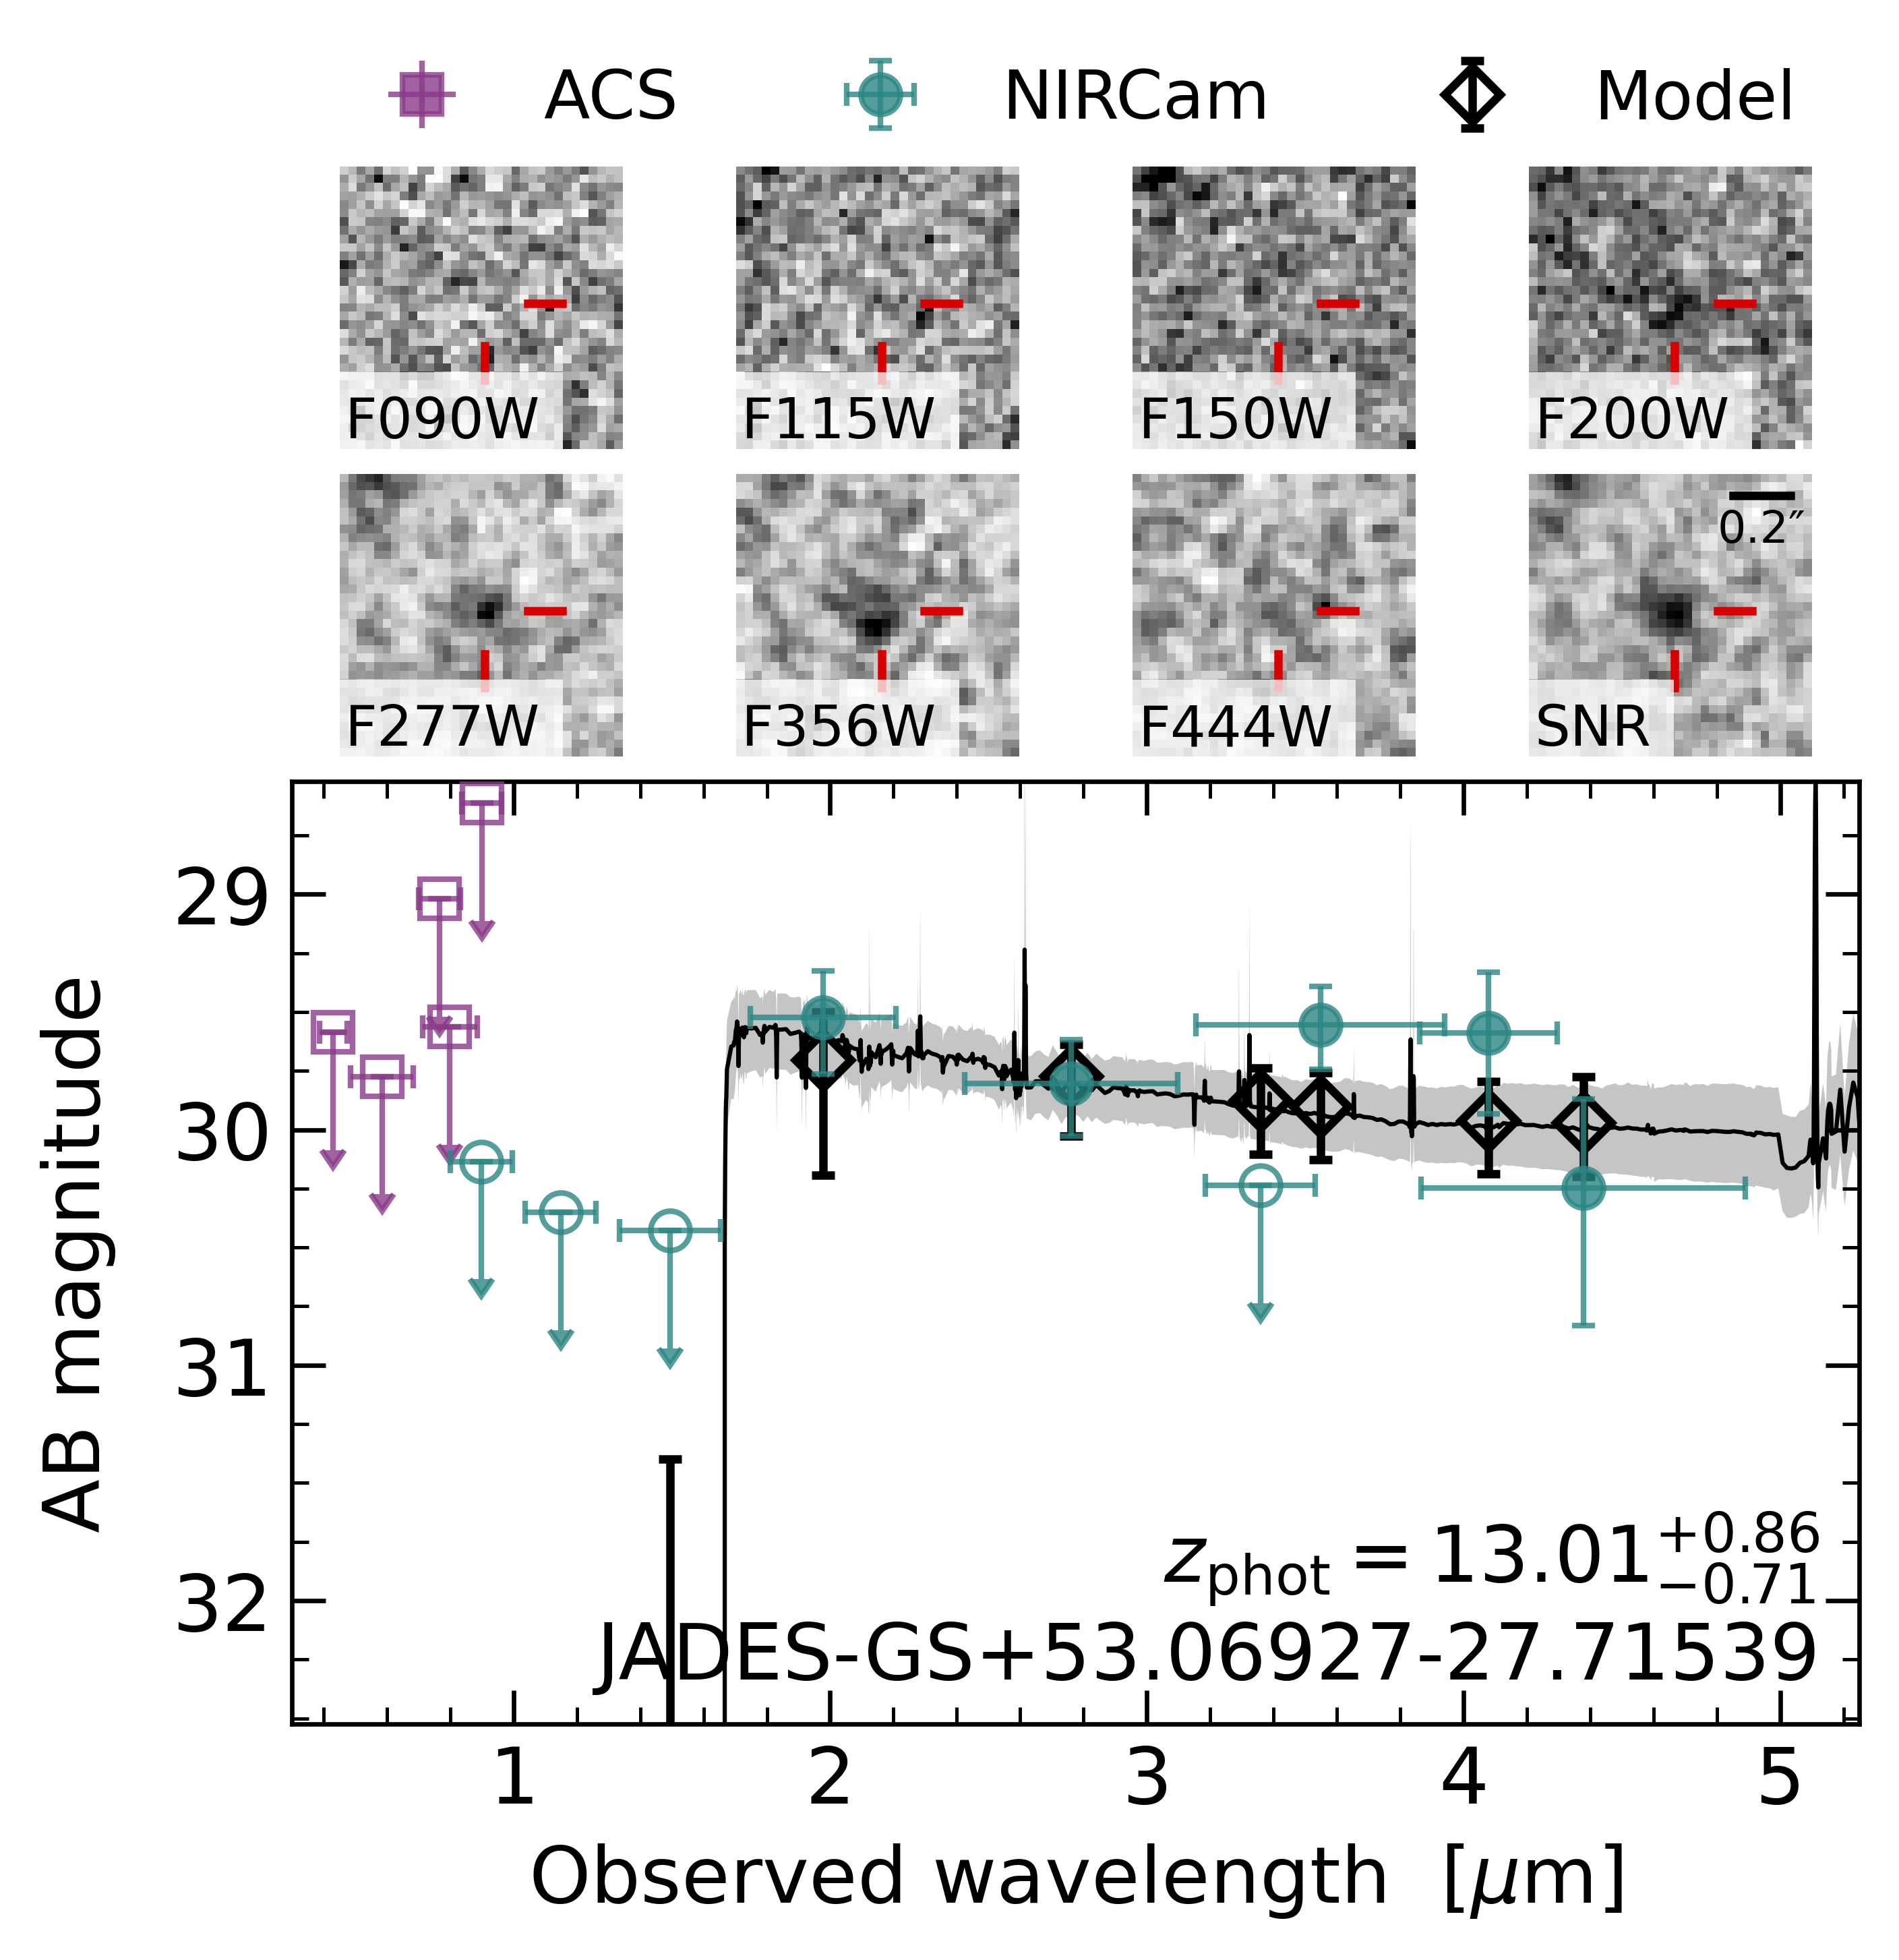 ACS NIRCam Model
F090W F115W F150W F200W
0.2″
F277W F356W F444W SNR
29
30
31
32
AB magnitude
z_phot = 13.01 +0.86 −0.71
JADES-GS+53.06927-27.71539
1 2 3 4 5
Observed wavelength [μm]